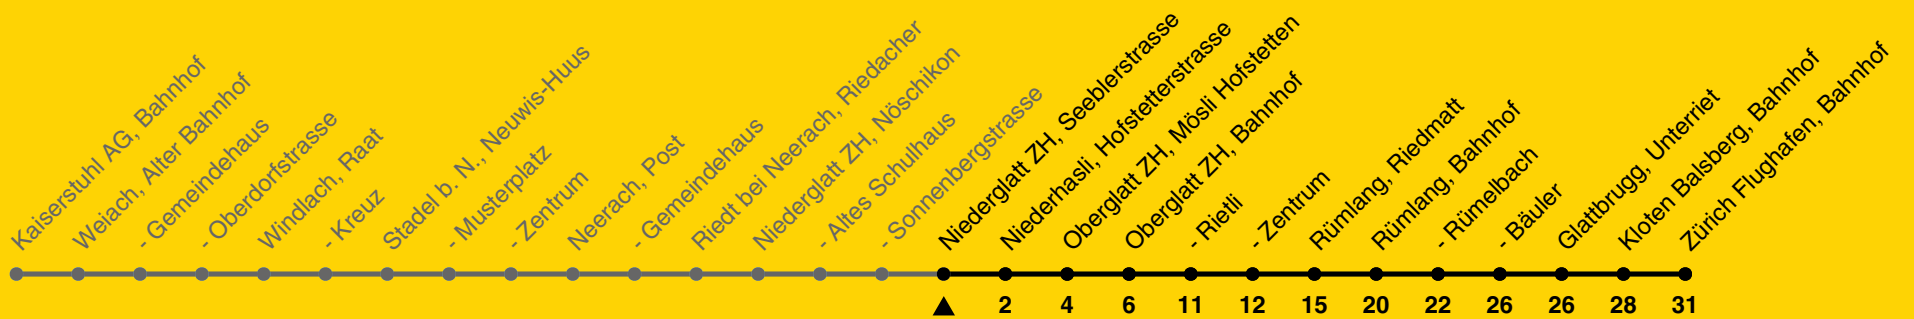 Kaiserstuhl AG, Bahnhof
Weiach, Alter Bahnhof
- Gemeindehaus
- Oberdorfstrasse
Windlach, Raat
- Kreuz
Stadel b. N., Neuwis-Huus
- Musterplatz
- Zentrum
Neerach, Post
- Gemeindehaus
Riedt bei Neerach, Riedacher
Niederglatt ZH, Nöschikon
- Altes Schulhaus
- Sonnenbergstrasse
Niederglatt ZH, Seeblerstrasse
Niederhasli, Hofstetterstrasse
Oberglatt ZH, Mösli Hofstetten
Oberglatt ZH, Bahnhof
- Rietli
- Zentrum
Rümlang, Riedmatt
Rümlang, Bahnhof
- Rümelbach
- Bäuler
Glattbrugg, Unterriet
Kloten Balsberg, Bahnhof
Zürich Flughafen, Bahnhof
2 4 6 11 12 15 20 22 26 26 28 31